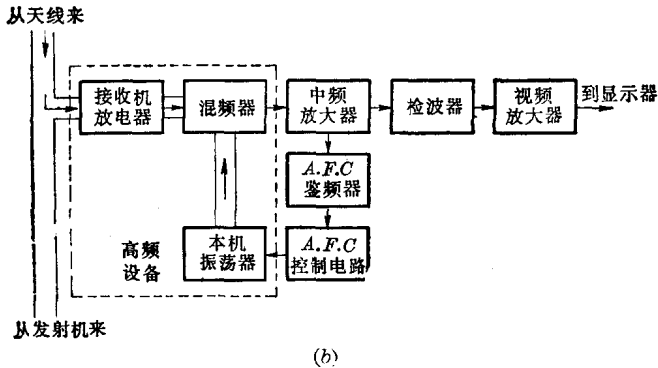 从天线来
接收机
放电器
混频器
中频
放大器
检波器
视频
放大器
到显示器
A.F.C
鉴频器
高频
设备
本机
振荡器
A.F.C
控制电路
从发射机来
(b)